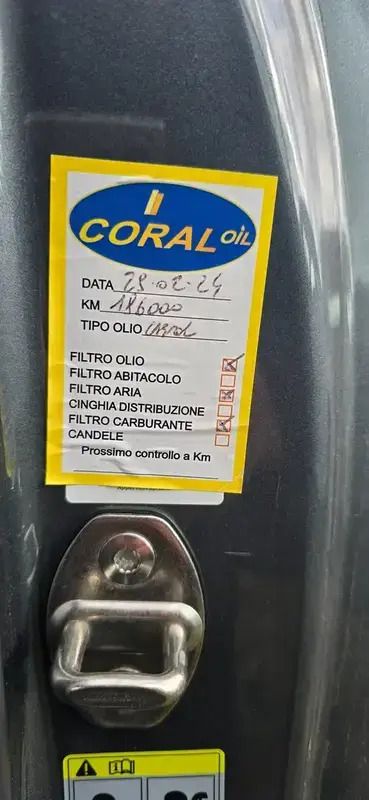 CORAL OIL
DATA 29-02-24
KM 186000
TIPO OLIO
FILTRO OLIO
FILTRO ABITACOLO
FILTRO ARIA
CINGHIA DISTRIBUZIONE
FILTRO CARBURANTE
CANDELE
Prossimo controllo a Km